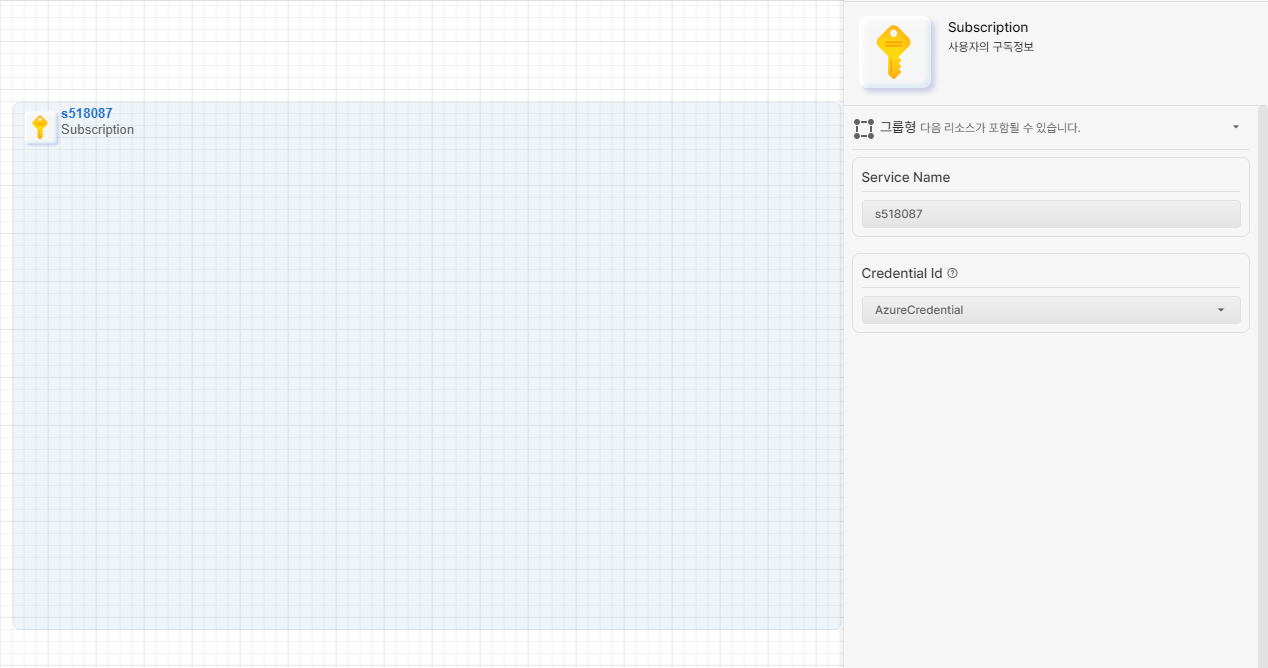 s518087
Subscription
Subscription
사용자의 구독정보
그룹형 다음 리소스가 포함될 수 있습니다.
Service Name
s518087
Credential Id ?
AzureCredential